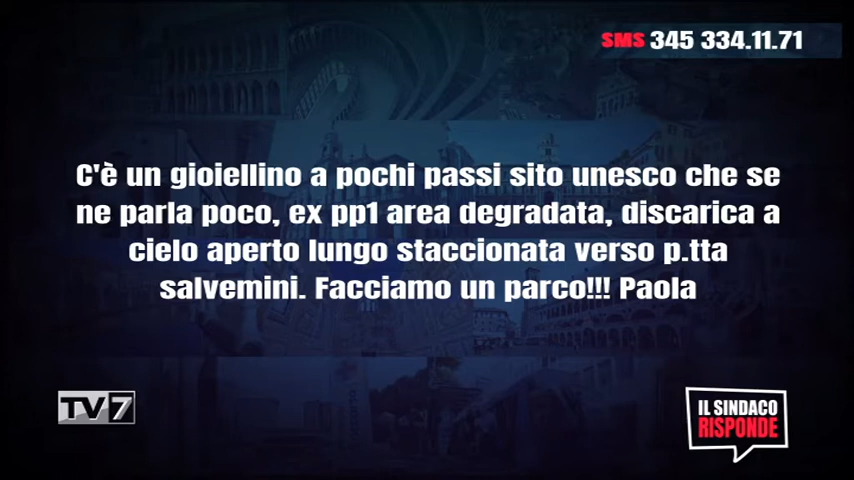 SMS 345 334.11.71
C'è un gioiellino a pochi passi sito unesco che se
ne parla poco, ex pp1 area degradata, discarica a
cielo aperto lungo staccionata verso p.tta
salvemini. Facciamo un parco!!! Paola
TV7
IL SINDACO
RISPONDE